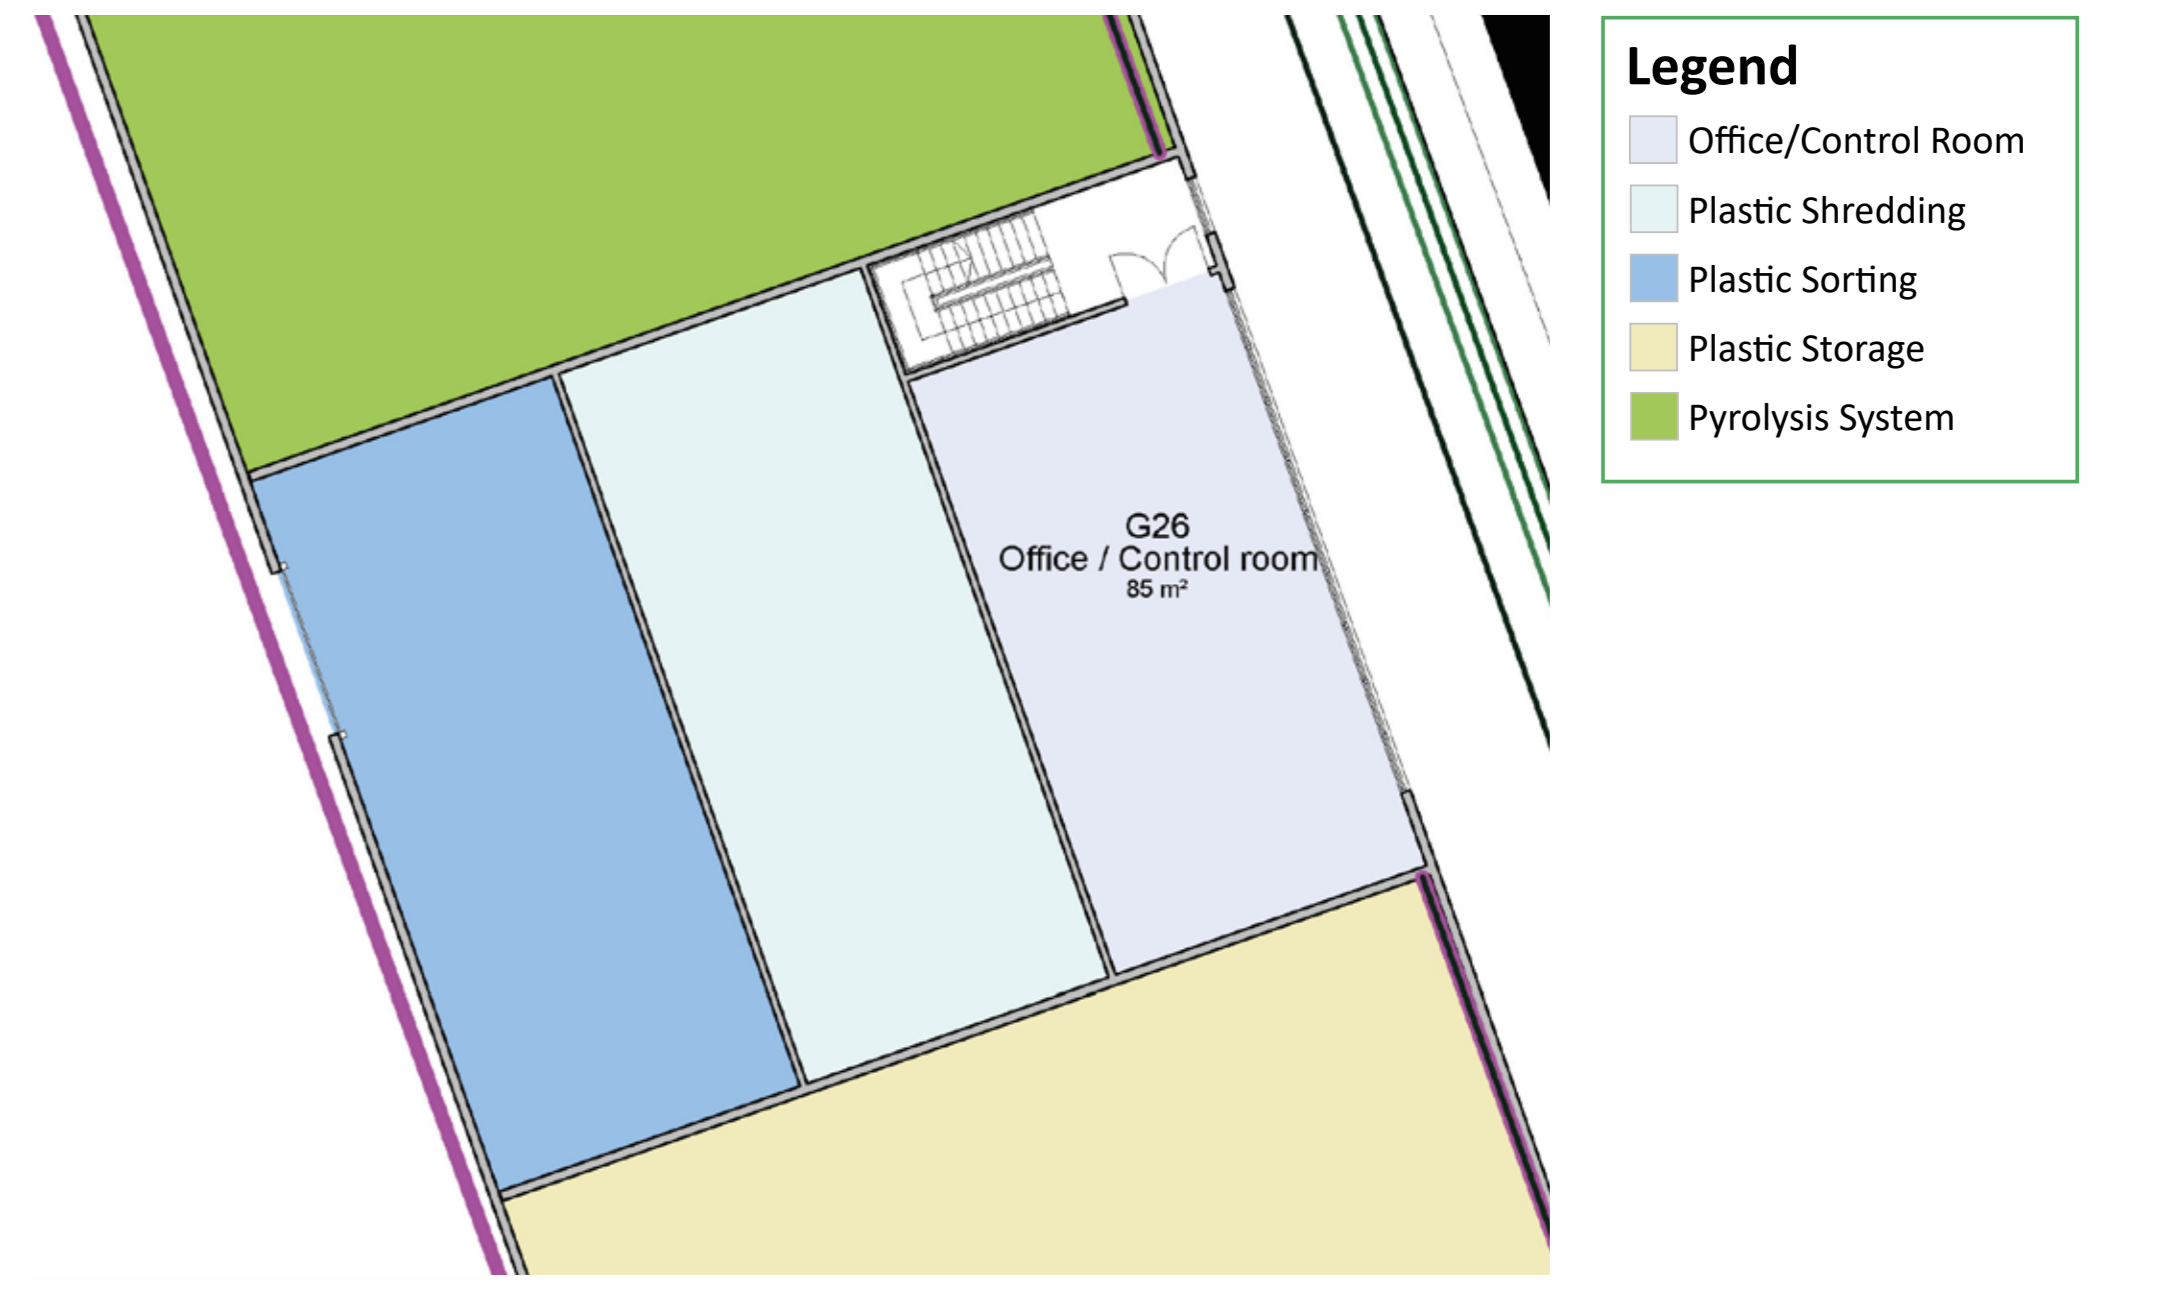 G26
Office / Control room
85 m²
Legend
Office/Control Room
Plastic Shredding
Plastic Sorting
Plastic Storage
Pyrolysis System